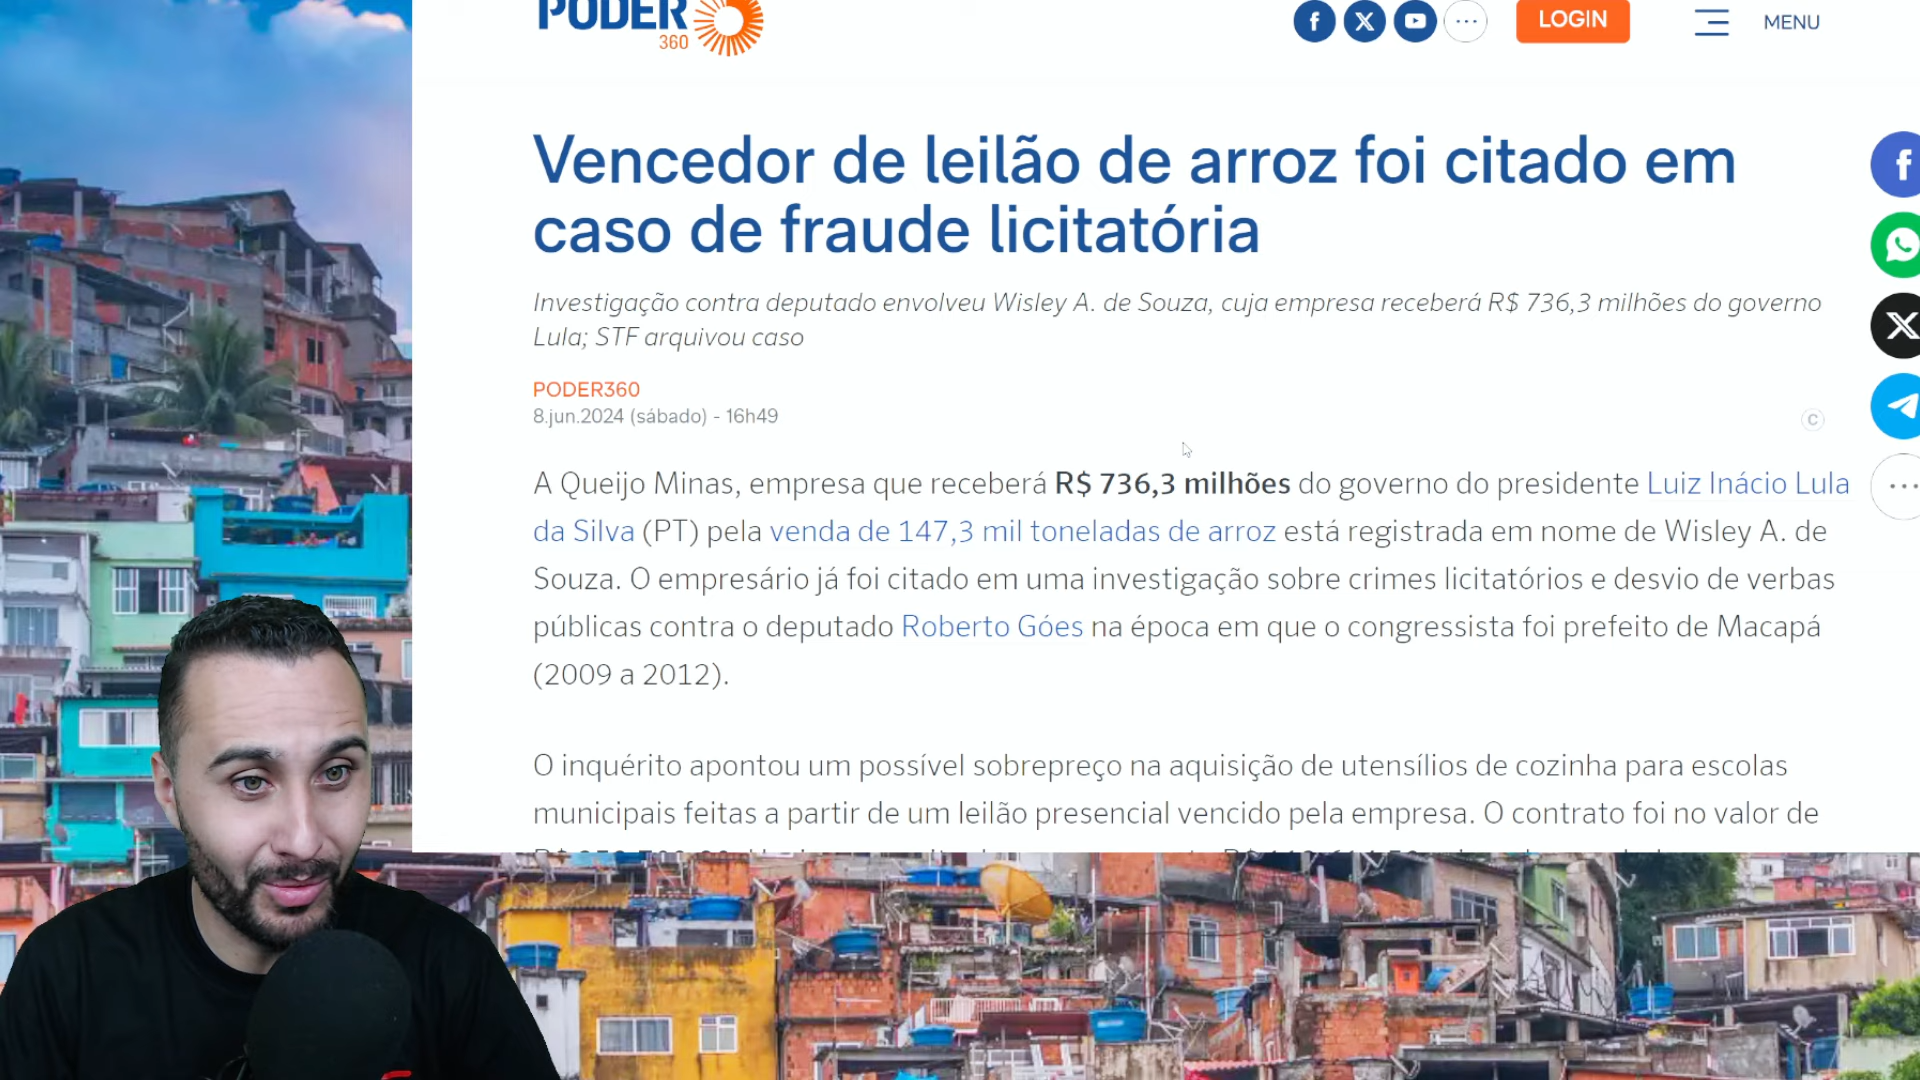 PODER
360
LOGIN
MENU
Vencedor de leilão de arroz foi citado em
caso de fraude licitatória
Investigação contra deputado envolveu Wisley A. de Souza, cuja empresa receberá R$ 736,3 milhões do governo
Lula; STF arquivou caso
PODER360
8.jun.2024 (sábado) - 16h49
A Queijo Minas, empresa que receberá R$ 736,3 milhões do governo do presidente Luiz Inácio Lula
da Silva (PT) pela venda de 147,3 mil toneladas de arroz está registrada em nome de Wisley A. de
Souza. O empresário já foi citado em uma investigação sobre crimes licitatórios e desvio de verbas
públicas contra o deputado Roberto Góes na época em que o congressista foi prefeito de Macapá
(2009 a 2012).
O inquérito apontou um possível sobrepreço na aquisição de utensílios de cozinha para escolas
municipais feitas a partir de um leilão presencial vencido pela empresa. O contrato foi no valor de